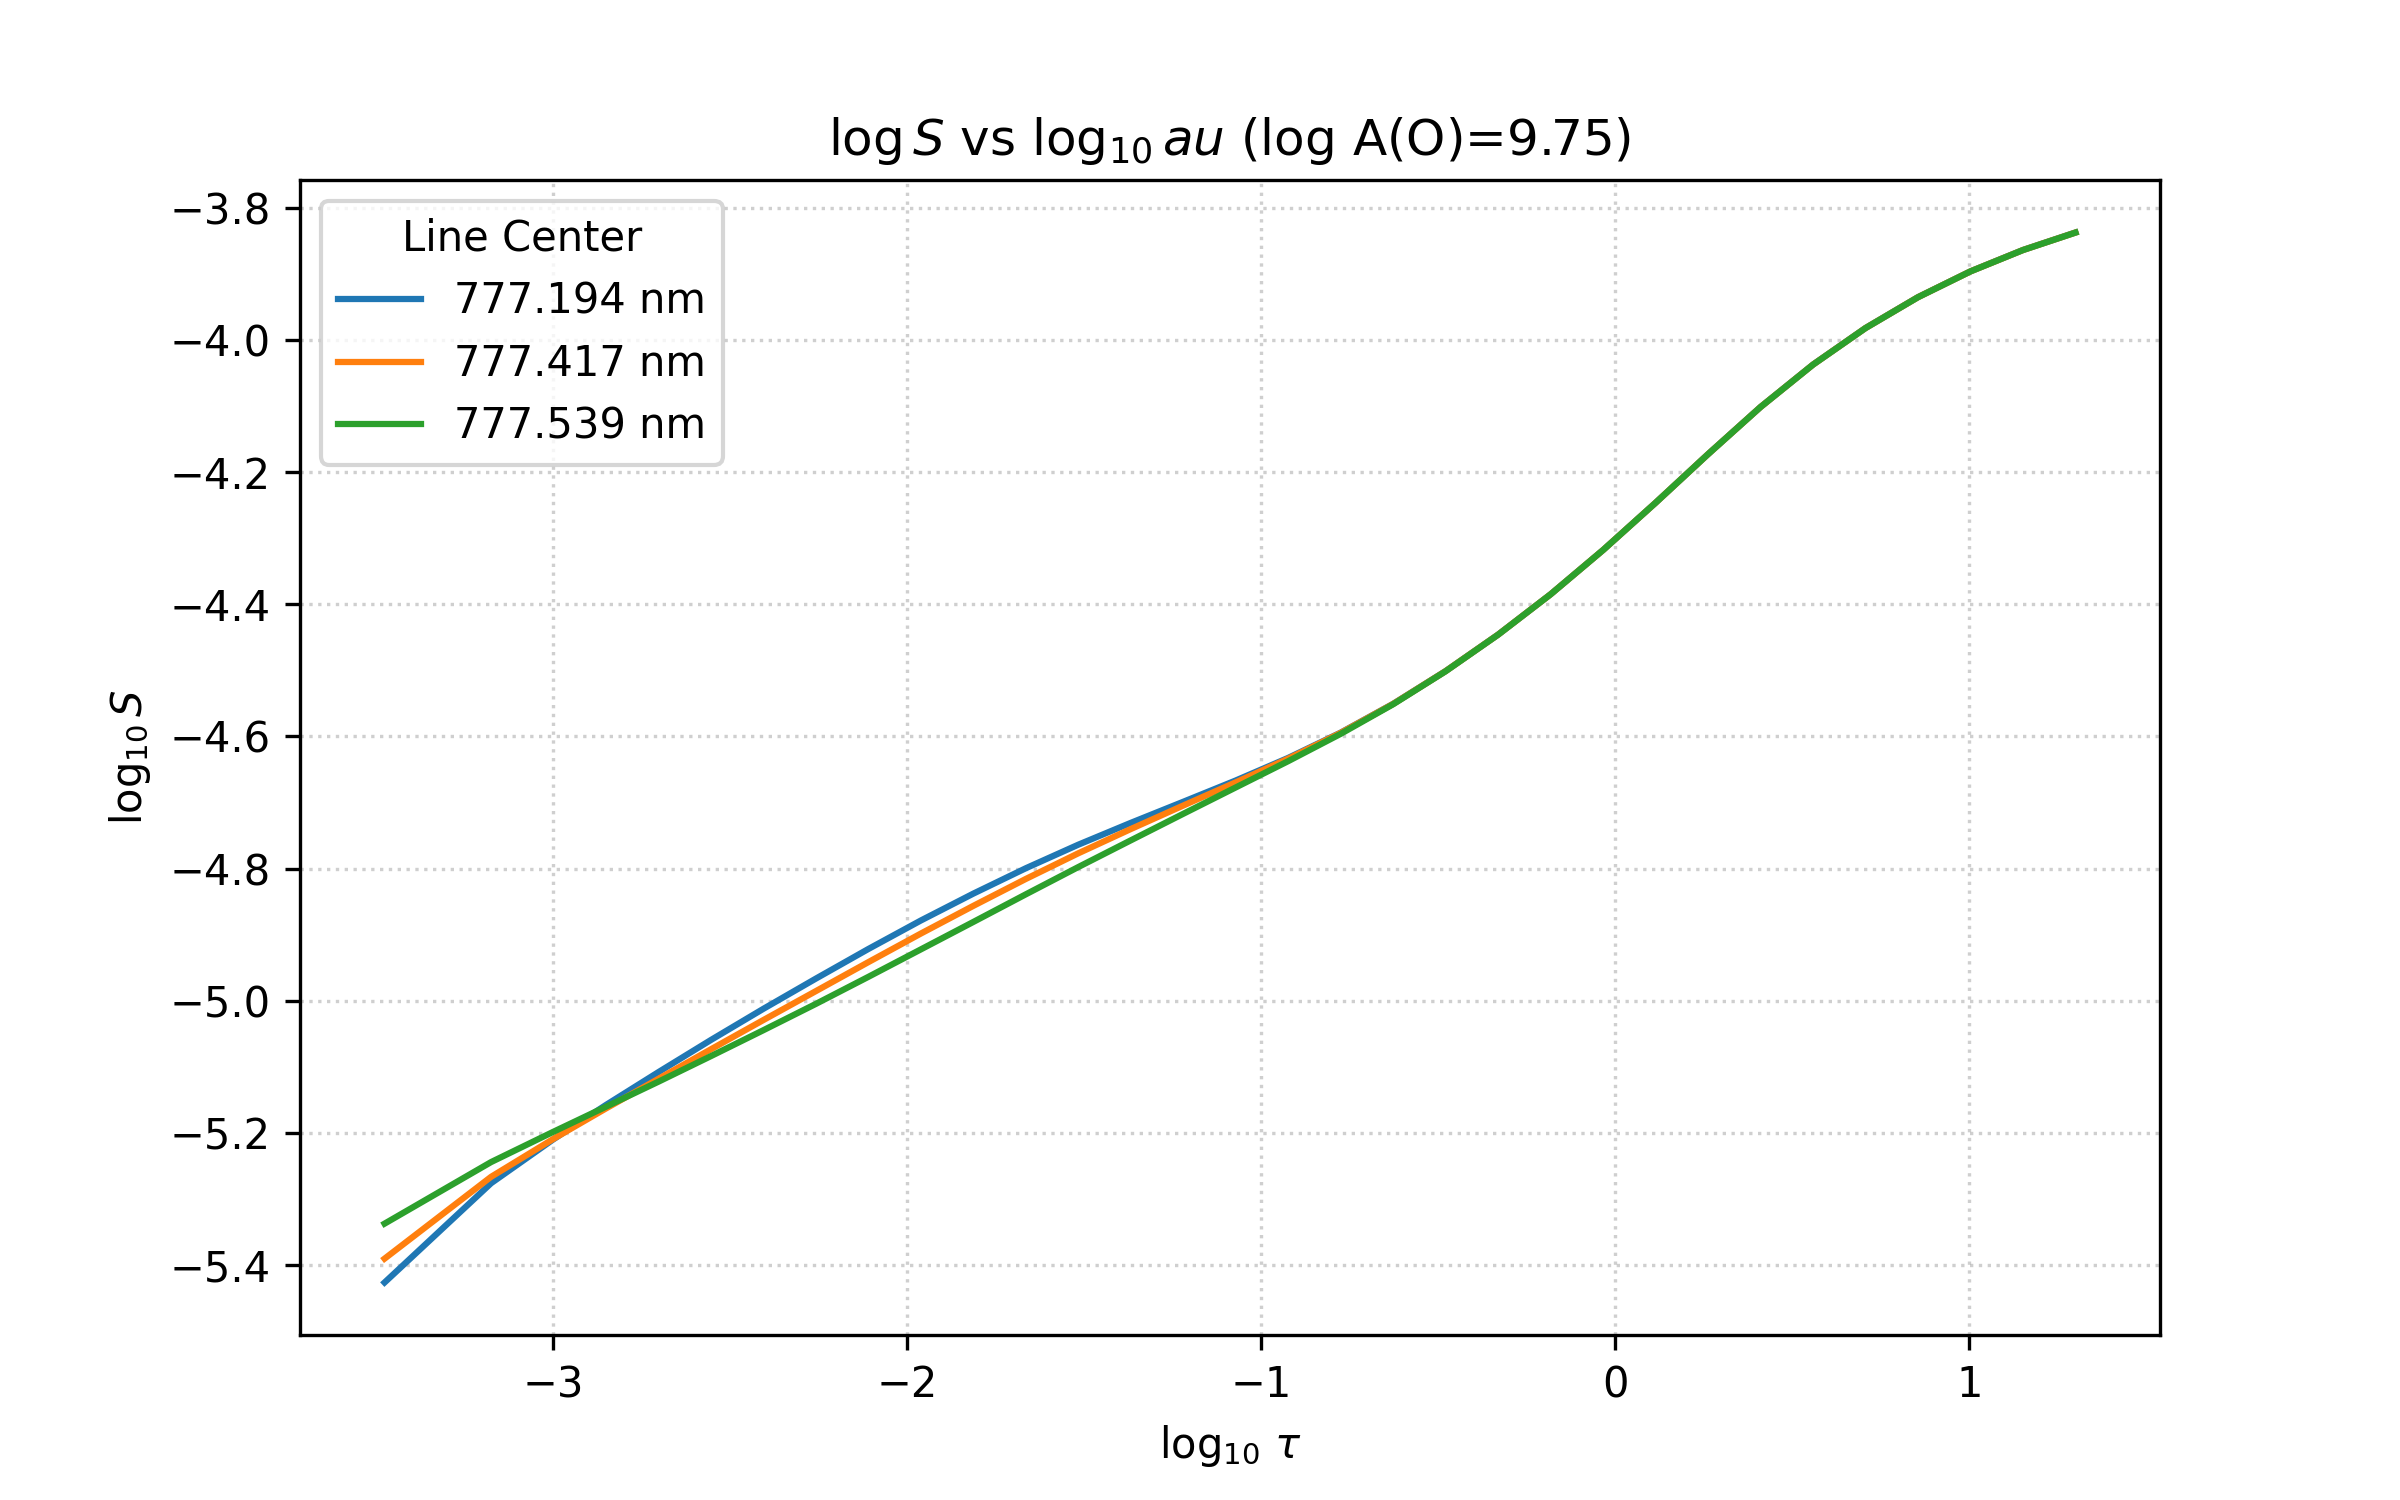 log S vs log₁₀ au (log A(O)=9.75)
Line Center
777.194 nm
777.417 nm
777.539 nm
−3.8
−4.0
−4.2
−4.4
−4.6
−4.8
−5.0
−5.2
−5.4
log₁₀ S
−3
−2
−1
0
1
log₁₀ τ